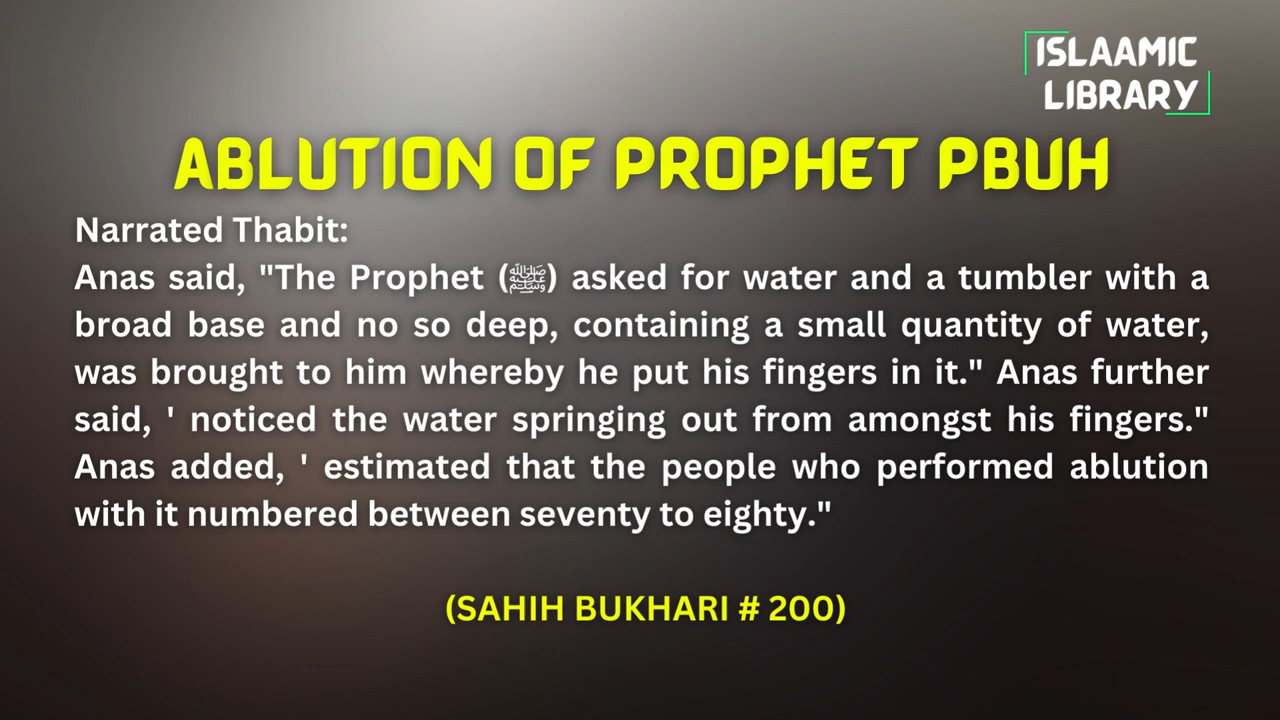 ISLAAMIC
LIBRARY
ABLUTION OF PROPHET PBUH
Narrated Thabit:
Anas said, "The Prophet (ﷺ) asked for water and a tumbler with a
broad base and no so deep, containing a small quantity of water,
was brought to him whereby he put his fingers in it." Anas further
said, ' noticed the water springing out from amongst his fingers."
Anas added, ' estimated that the people who performed ablution
with it numbered between seventy to eighty."
(SAHIH BUKHARI # 200)